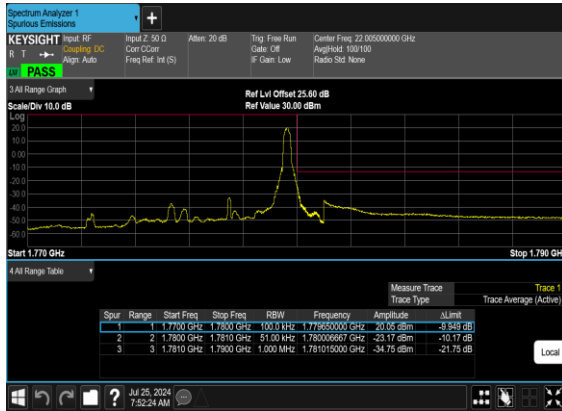 Spectrum Analyzer 1
Spurious Emissions
+
KEYSIGHT
R T
LU PASS
Input: RF
Coupling: DC
Align: Auto
Input Z: 50 Ω
Corr CCorr
Freq Ref: Int (S)
Atten: 20 dB
Trig: Free Run
Gate: Off
IF Gain: Low
Center Freq: 22.005000000 GHz
Avg|Hold: 100/100
Radio Std: None
3 All Range Graph
Scale/Div 10.0 dB
Ref Lvl Offset 25.60 dB
Ref Value 30.00 dBm
Log
20.0
10.0
0.00
-10.0
-20.0
-30.0
-40.0
-50.0
-60.0
Start 1.770 GHz
Stop 1.790 GH
4 All Range Table
Measure Trace Trace 1
Trace Type Trace Average (Active)
Spur Range Start Freq Stop Freq RBW Frequency Amplitude ΔLimit
1 1 1.7700 GHz 1.7800 GHz 100.0 kHz 1.779650000 GHz 20.05 dBm -9.949 dB
2 2 1.7800 GHz 1.7810 GHz 51.00 kHz 1.780006667 GHz -23.17 dBm -10.17 dB
3 3 1.7810 GHz 1.7900 GHz 1.000 MHz 1.781015000 GHz -34.75 dBm -21.75 dB
Local
?
Jul 25, 2024
7:52:24 AM